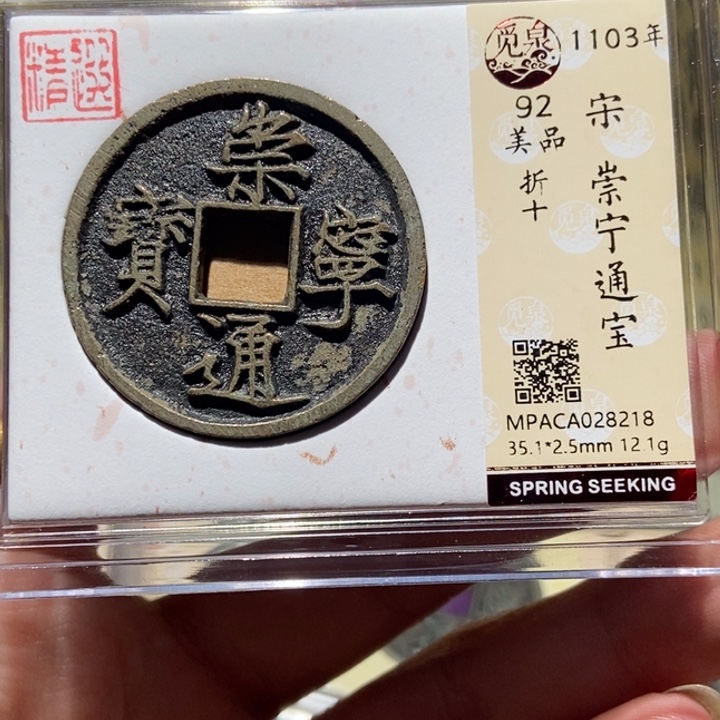 精選
崇寧通寶
覓泉
1103年
宋 崇宁通宝
92
美品
折十
MPACA028218
35.1*2.5mm 12.1g
SPRING SEEKING